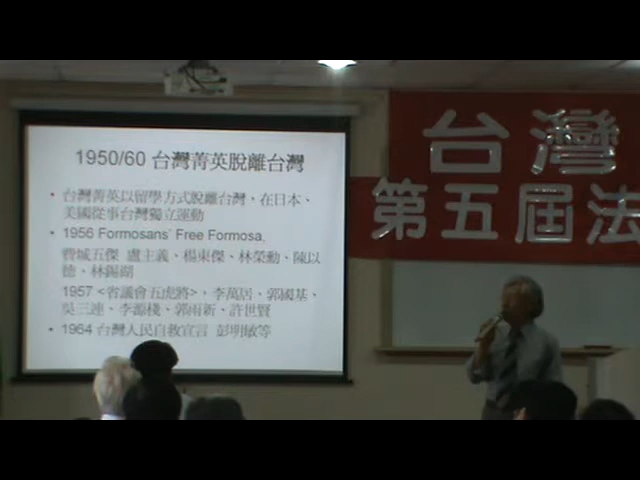 1950/60 台灣菁英脫離台灣
• 台灣菁英以留學方式脫離台灣，在日本、
美國從事台灣獨立運動
• 1956 Formosans' Free Formosa,
費城五傑 盧主義、楊東傑、林榮勳、陳以
德、林錫湖
1957 <省議會五虎將>，李萬居、郭國基、
吳三連、李源棧、郭雨新、許世賢
• 1964 台灣人民自救宣言 彭明敏等
台灣
第五屆法